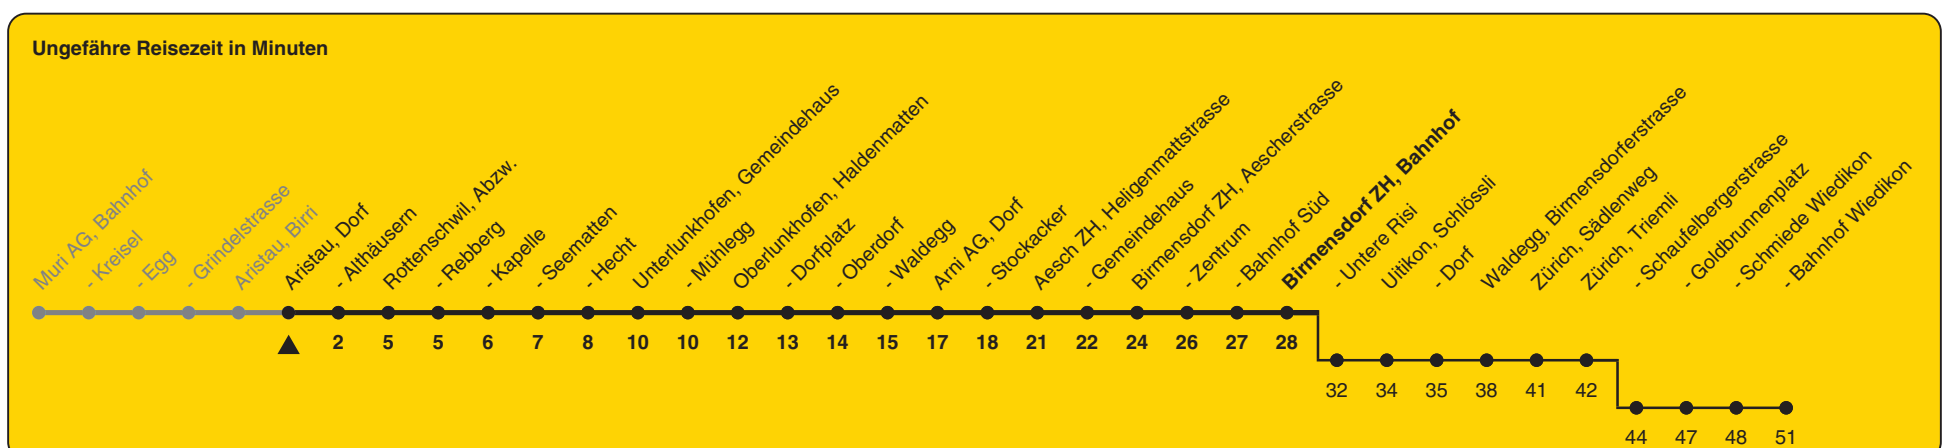 Ungefähre Reisezeit in Minuten
Muri AG, Bahnhof
- Kreisel
- Egg
- Grindelstrasse
Aristau, Birri
Aristau, Dorf
- Althäusern
Rottenschwil, Abzw.
- Rebberg
- Kapelle
- Seematten
- Hecht
Unterlunkhofen, Gemeindehaus
- Mühlegg
Oberlunkhofen, Haldenmatten
- Dorfplatz
- Oberdorf
- Waldegg
Arni AG, Dorf
- Stockacker
Aesch ZH, Heligenmattstrasse
- Gemeindehaus
Birmensdorf ZH, Aescherstrasse
- Zentrum
- Bahnhof Süd
Birmensdorf ZH, Bahnhof
- Untere Risi
Uitikon, Schlössli
- Dorf
Waldegg, Birmensdorferstrasse
Zürich, Sädlenweg
Zürich, Triemli
- Schaufelbergerstrasse
- Goldbrunnenplatz
- Schmiede Wiedikon
- Bahnhof Wiedikon
2 5 5 6 7 8 10 10 12 13 14 15 17 18 21 22 24 26 27 28
32 34 35 38 41 42
44 47 48 51